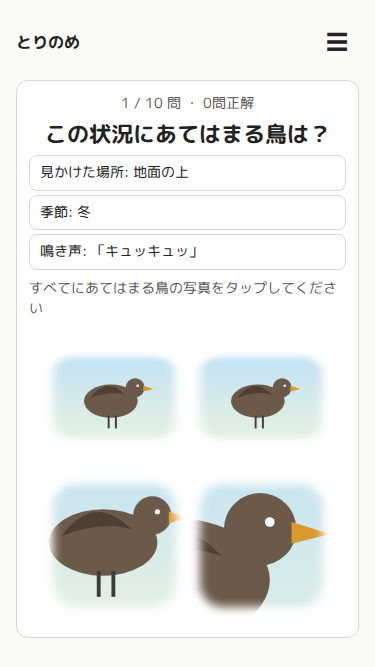 とりのめ
1 / 10 問 ・ 0問正解
この状況にあてはまる鳥は？
見かけた場所: 地面の上
季節: 冬
鳴き声: 「キュッキュッ」
すべてにあてはまる鳥の写真をタップしてくださ
い